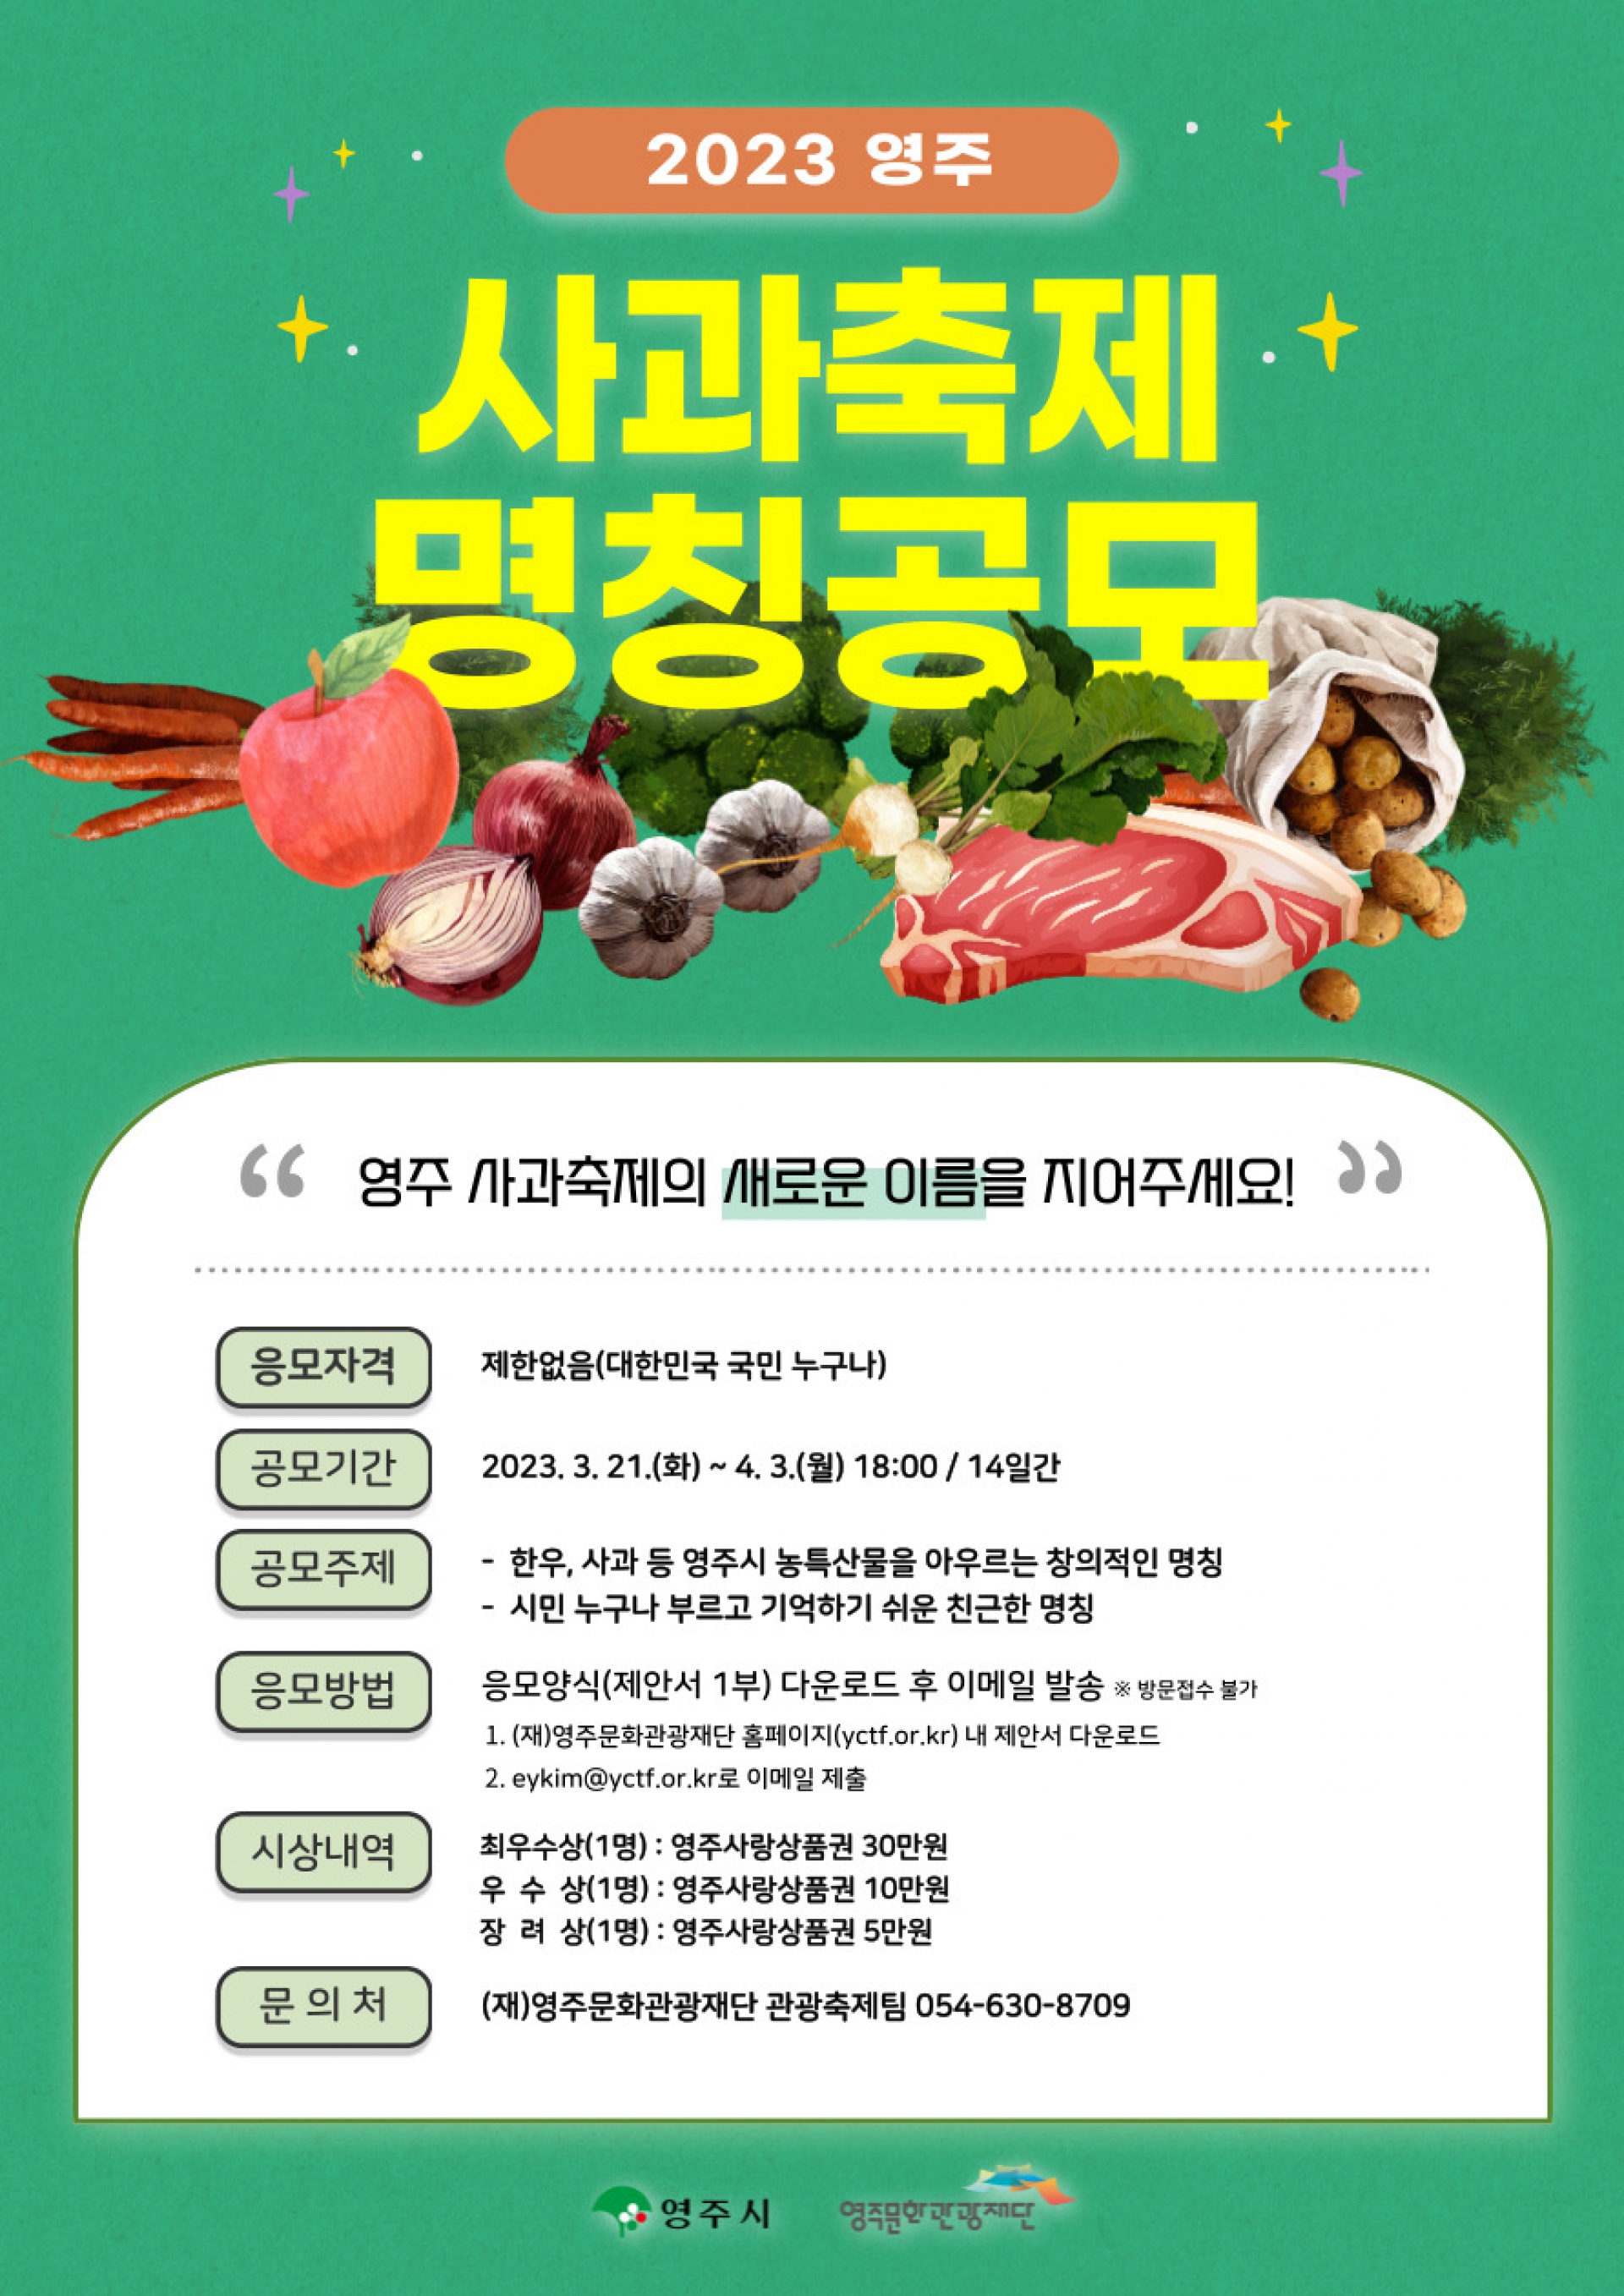 2023 영주
사과축제
명칭공모
“ 영주 사과축제의 새로운 이름을 지어주세요! ”
응모자격
제한없음(대한민국 국민 누구나)
공모기간
2023. 3. 21.(화) ~ 4. 3.(월) 18:00 / 14일간
공모주제
- 한우, 사과 등 영주시 농특산물을 아우르는 창의적인 명칭
- 시민 누구나 부르고 기억하기 쉬운 친근한 명칭
응모방법
응모양식(제안서 1부) 다운로드 후 이메일 발송 ※ 방문접수 불가
1. (재)영주문화관광재단 홈페이지(yctf.or.kr) 내 제안서 다운로드
2. eykim@yctf.or.kr로 이메일 제출
시상내역
최우수상(1명) : 영주사랑상품권 30만원
우 수 상(1명) : 영주사랑상품권 10만원
장 려 상(1명) : 영주사랑상품권 5만원
문 의 처
(재)영주문화관광재단 관광축제팀 054-630-8709
영주시
영주문화관광재단